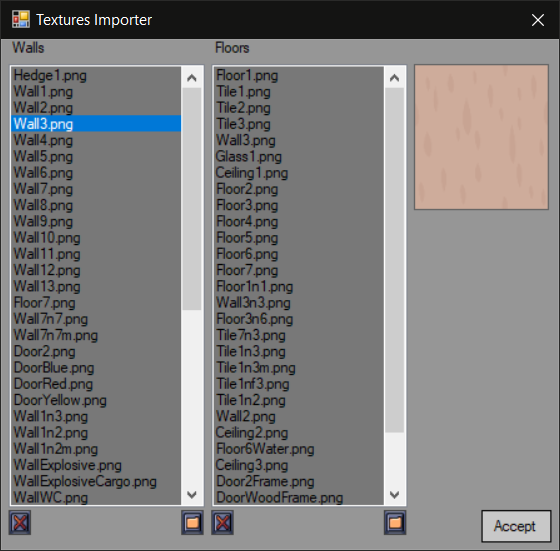 Textures Importer
Walls
Floors
Hedge1.png
Wall1.png
Wall2.png
Wall3.png
Wall4.png
Wall5.png
Wall6.png
Wall7.png
Wall8.png
Wall9.png
Wall10.png
Wall11.png
Wall12.png
Wall13.png
Floor7.png
Wall7n7.png
Wall7n7m.png
Door2.png
DoorBlue.png
DoorRed.png
DoorYellow.png
Wall1n3.png
Wall1n2.png
Wall1n2m.png
WallExplosive.png
WallExplosiveCargo.png
WallWC.png
Floor1.png
Tile1.png
Tile2.png
Tile3.png
Wall3.png
Glass1.png
Ceiling1.png
Floor2.png
Floor3.png
Floor4.png
Floor5.png
Floor6.png
Floor7.png
Floor1n1.png
Wall3n3.png
Floor3n6.png
Tile7n3.png
Tile1n3.png
Tile1n3m.png
Tile1nf3.png
Tile1n2.png
Wall2.png
Ceiling2.png
Floor6Water.png
Ceiling3.png
Door2Frame.png
DoorWoodFrame.png
Accept